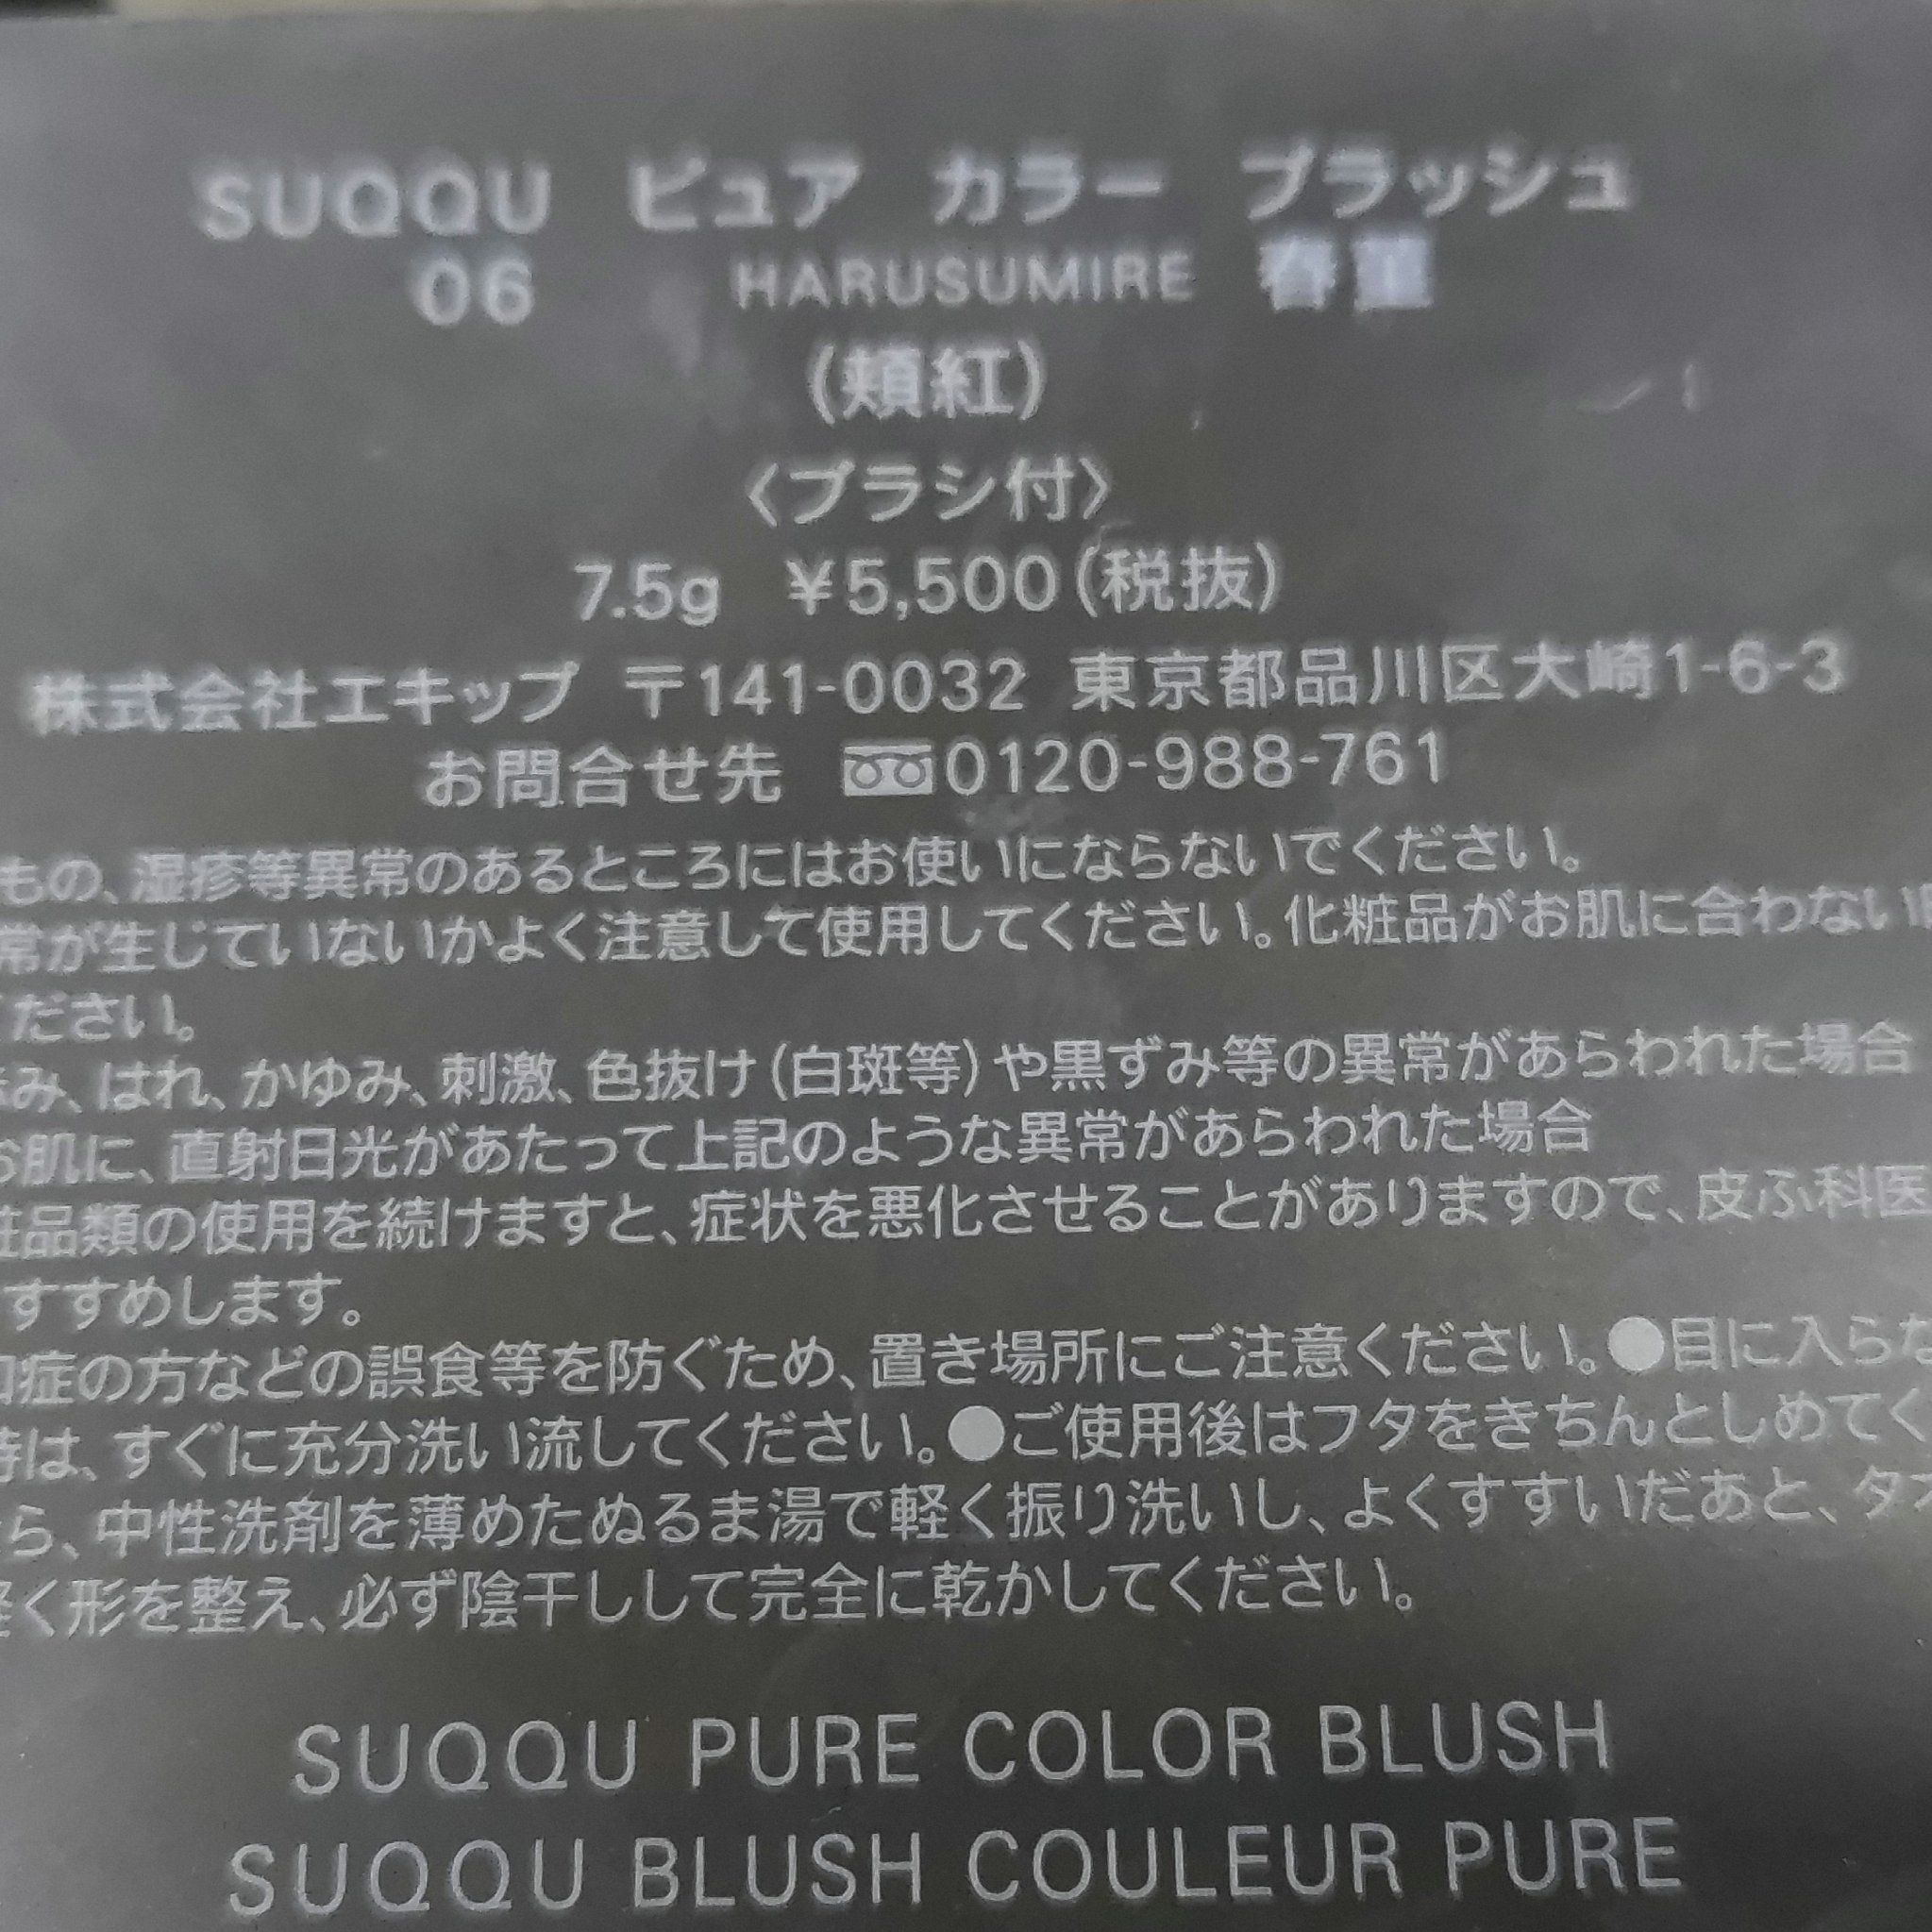 SUQQU ピュア カラー ブラッシュ
06 HARUSUMIRE 春菫
(頬紅)
〈ブラシ付〉
7.5g ¥5,500(税抜)
株式会社エキップ 〒141-0032 東京都品川区大崎1-6-3
お問合せ先 0120-988-761
もの、湿疹等異常のあるところにはお使いにならないでください。
常が生じていないかよく注意して使用してください。化粧品がお肌に合わない
ださい。
み、はれ、かゆみ、刺激、色抜け(白斑等)や黒ずみ等の異常があらわれた場合
お肌に、直射日光があたって上記のような異常があらわれた場合
粧品類の使用を続けますと、症状を悪化させることがありますので、皮ふ科医
すすめします。
症の方などの誤食等を防ぐため、置き場所にご注意ください。●目に入らな
時は、すぐに充分洗い流してください。●ご使用後はフタをきちんとしめてく
ら、中性洗剤を薄めたぬるま湯で軽く振り洗いし、よくすすいだあと、タオ
軽く形を整え、必ず陰干しして完全に乾かしてください。
SUQQU PURE COLOR BLUSH
SUQQU BLUSH COULEUR PURE